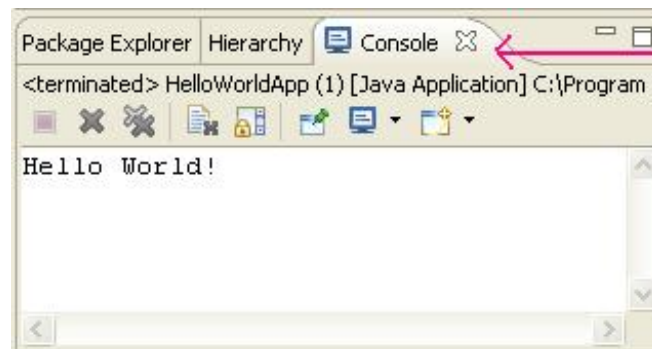 Package Explorer Hierarchy Console
<terminated> HelloWorldApp (1) [Java Application] C:\Program
Hello World!